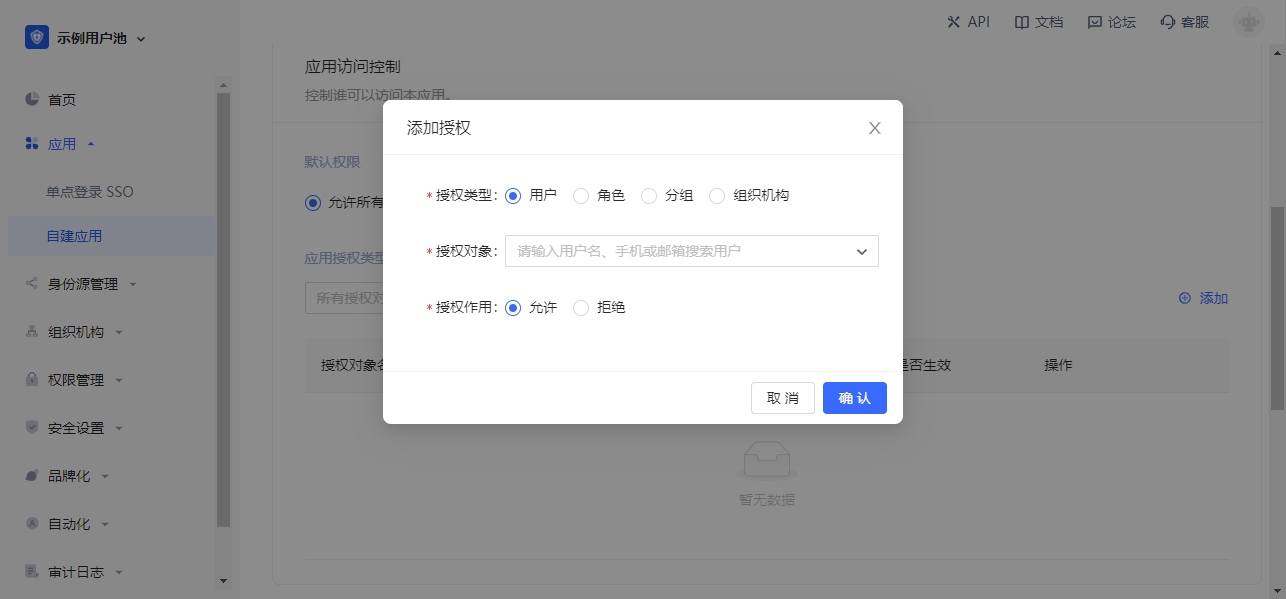 示例用户池
API 文档 论坛 客服
首页
应用
单点登录 SSO
自建应用
身份源管理
组织机构
权限管理
安全设置
品牌化
自动化
审计日志
应用访问控制
控制谁可以访问本应用。
默认权限
允许所有
应用授权类型
所有授权对
添加
授权对象名
是否生效
操作
暂无数据
添加授权
* 授权类型： 用户 角色 分组 组织机构
* 授权对象： 请输入用户名、手机或邮箱搜索用户
* 授权作用： 允许 拒绝
取 消 确 认